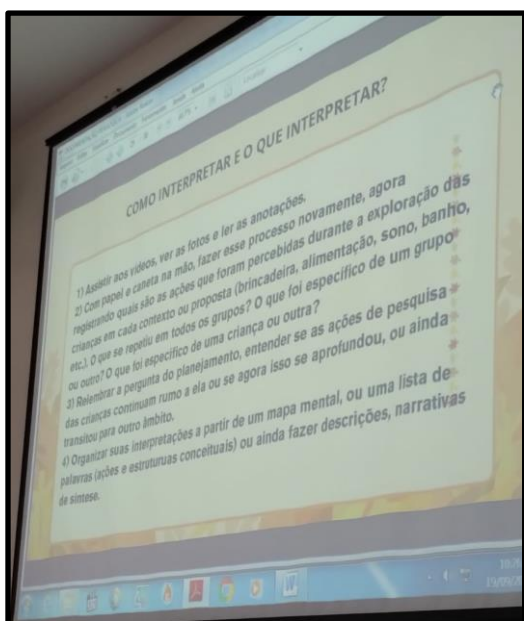 COMO INTERPRETAR E O QUE INTERPRETAR?
1) Assistir aos vídeos, ver as fotos e ler as anotações.
2) Com papel e caneta na mão, fazer esse processo novamente, agora
registrando quais são as ações que foram percebidas durante a exploração das
crianças em cada contexto ou proposta (brincadeira, alimentação, sono, banho,
etc.). O que se repetiu em todos os grupos? O que foi específico de um grupo
ou outro? O que foi específico de uma criança ou outra?
3) Relembrar a pergunta do planejamento, entender se as ações de pesquisa
das crianças continuam rumo a ela ou se agora isso se aprofundou, ou ainda
transitou para outro âmbito.
4) Organizar suas interpretações a partir de um mapa mental, ou uma lista de
palavras (ações e estruturuas conceituais) ou ainda fazer descrições, narrativas
de síntese.